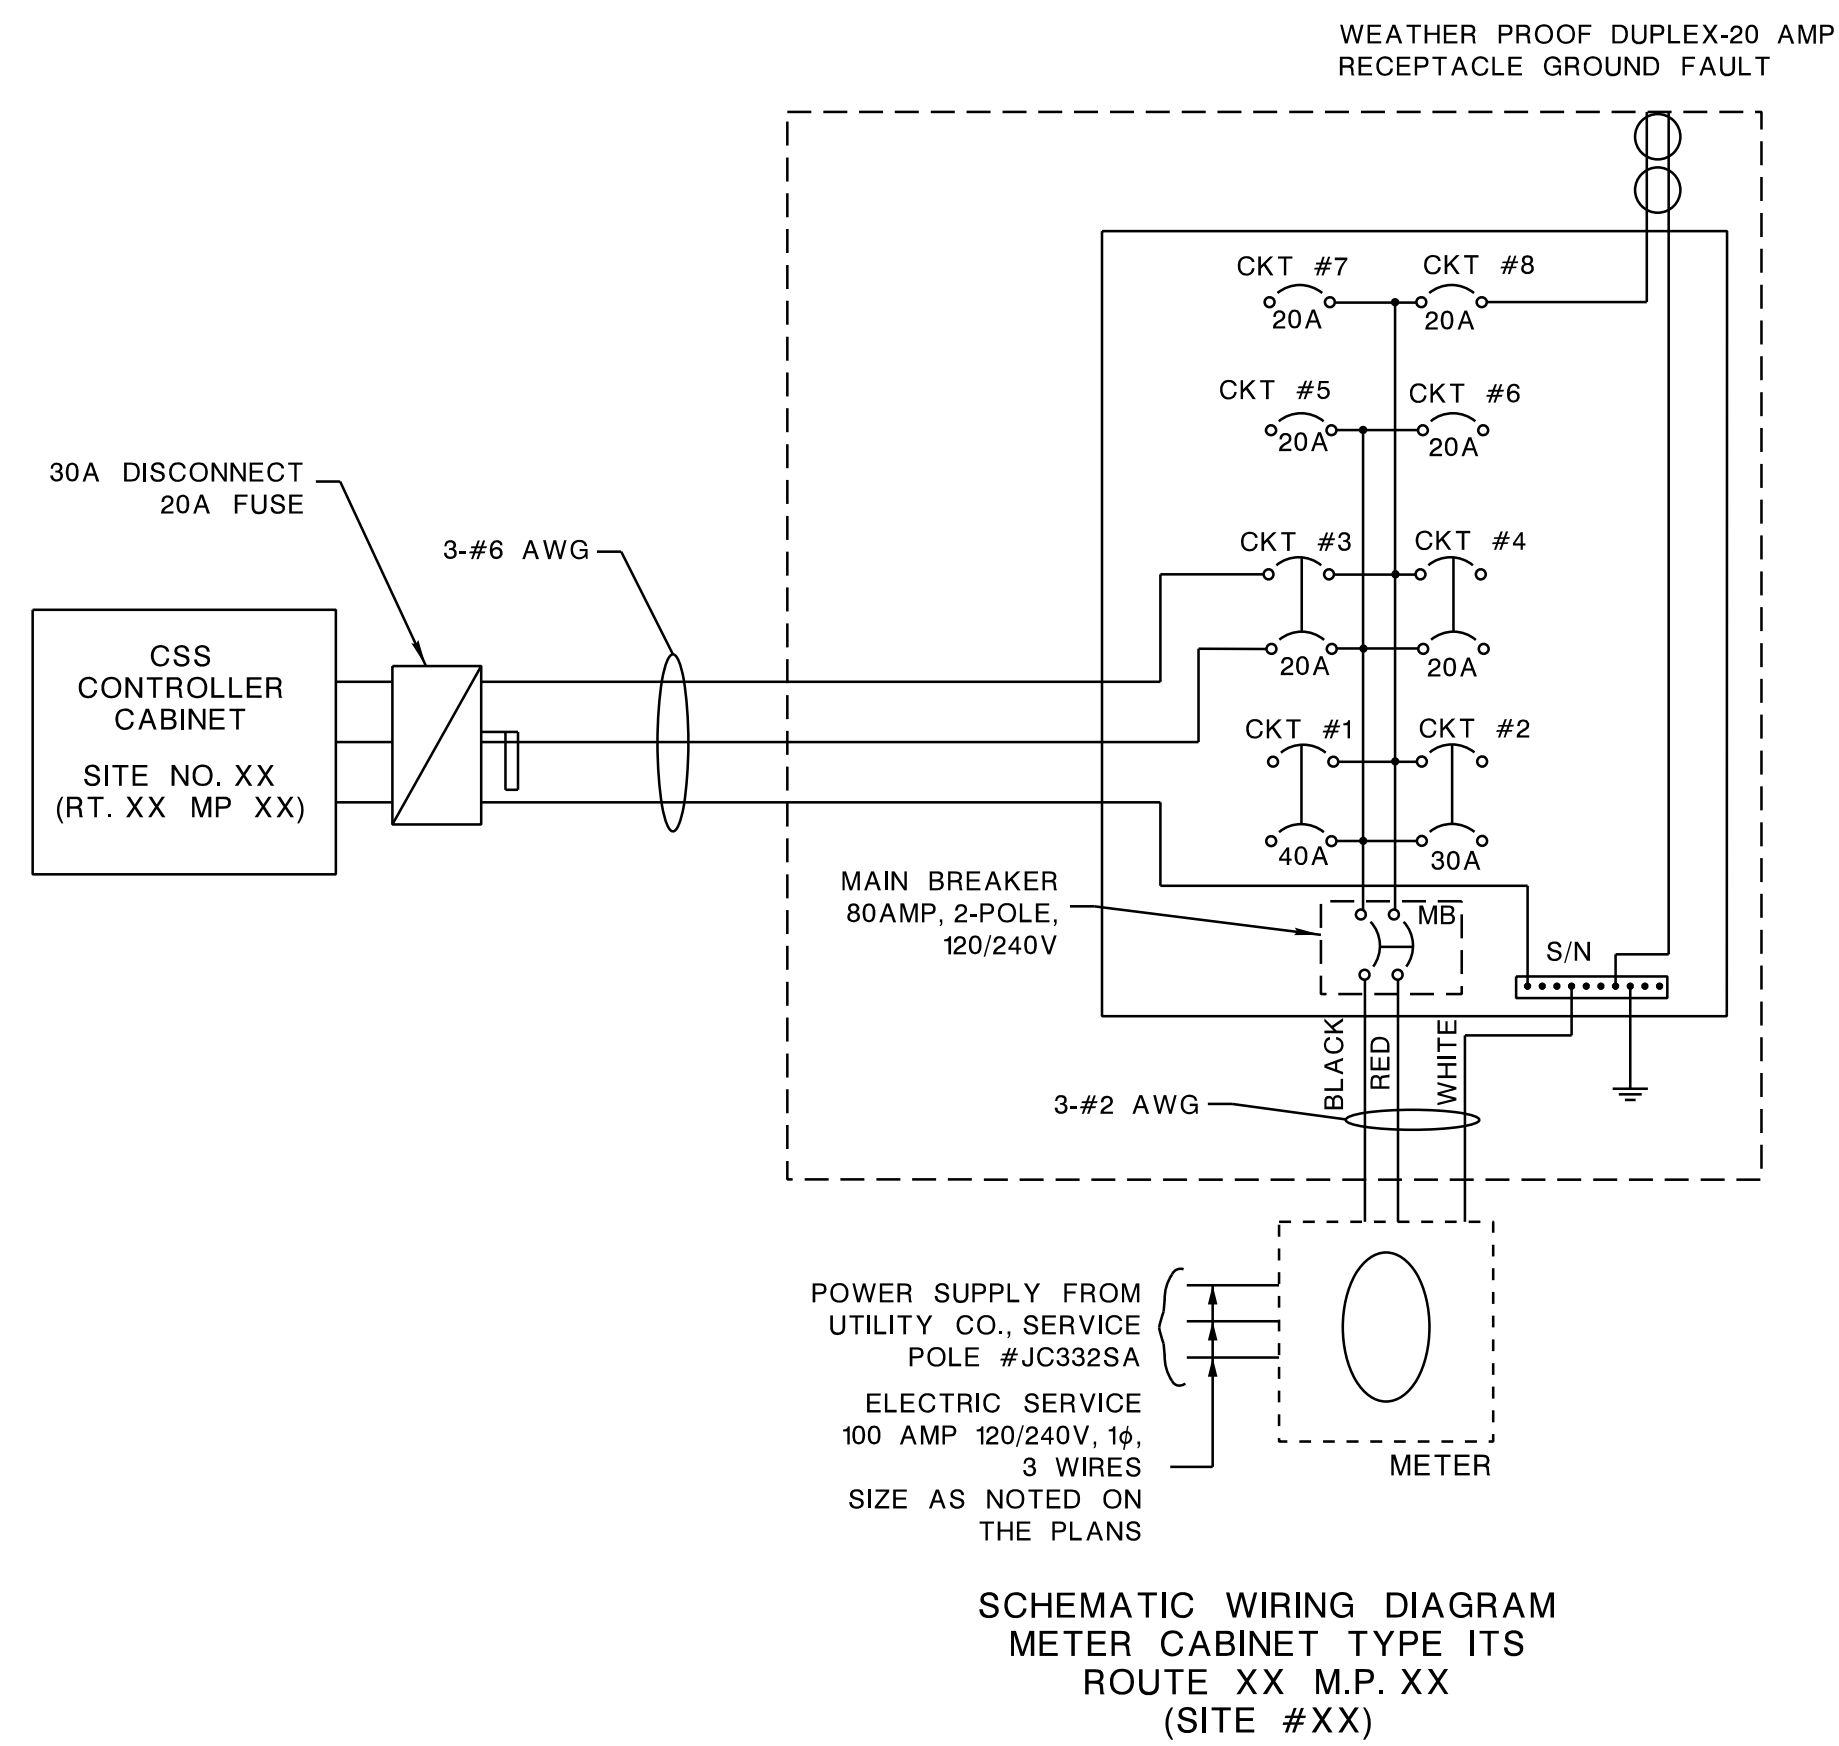 WEATHER PROOF DUPLEX-20 AMP
RECEPTACLE GROUND FAULT
CKT #7
CKT #8
20A
20A
CKT #5
CKT #6
20A
20A
30A DISCONNECT
20A FUSE
3-#6 AWG
CKT #3
CKT #4
20A
20A
CSS
CONTROLLER
CABINET
SITE NO. XX
(RT. XX MP XX)
CKT #1
CKT #2
40A
30A
MAIN BREAKER
80AMP, 2-POLE,
120/240V
MB
S/N
BLACK
RED
WHITE
3-#2 AWG
POWER SUPPLY FROM
UTILITY CO., SERVICE
POLE #JC332SA
ELECTRIC SERVICE
100 AMP 120/240V, 1ϕ,
3 WIRES
SIZE AS NOTED ON
THE PLANS
METER
SCHEMATIC WIRING DIAGRAM
METER CABINET TYPE ITS
ROUTE XX M.P. XX
(SITE #XX)